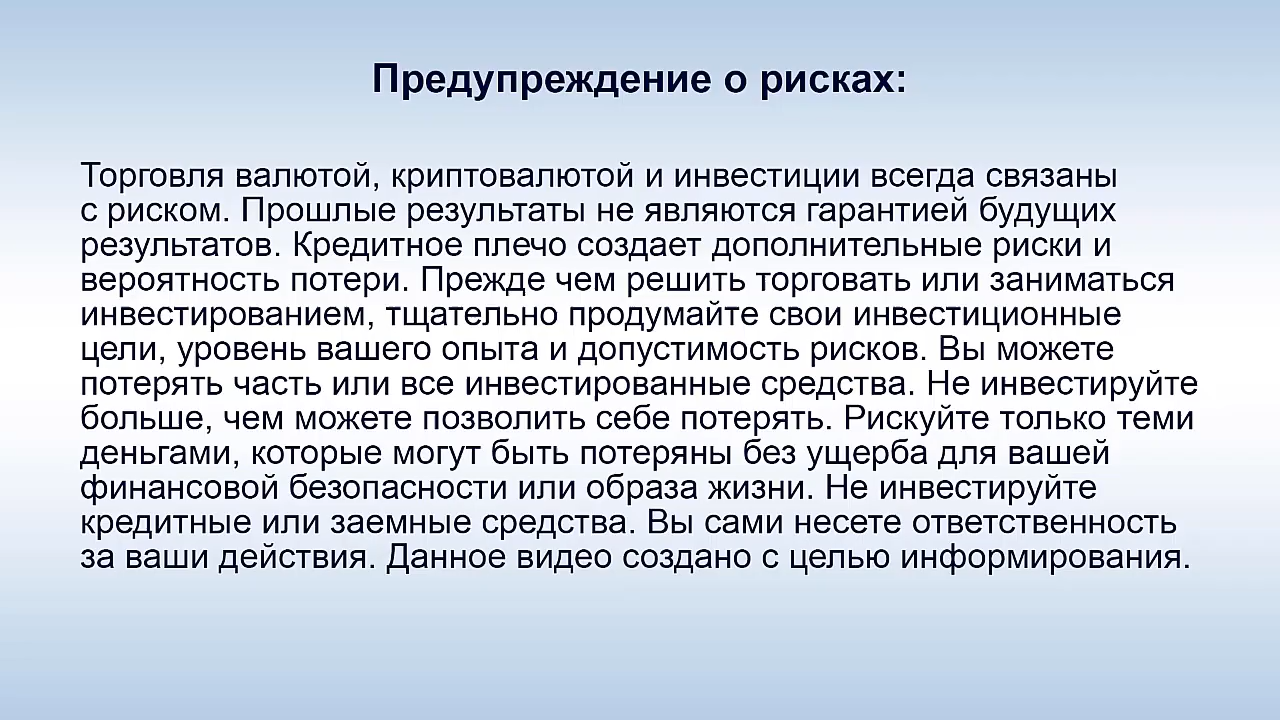 Предупреждение о рисках:
Торговля валютой, криптовалютой и инвестиции всегда связаны
с риском. Прошлые результаты не являются гарантией будущих
результатов. Кредитное плечо создает дополнительные риски и
вероятность потери. Прежде чем решить торговать или заниматься
инвестированием, тщательно продумайте свои инвестиционные
цели, уровень вашего опыта и допустимость рисков. Вы можете
потерять часть или все инвестированные средства. Не инвестируйте
больше, чем можете позволить себе потерять. Рискуйте только теми
деньгами, которые могут быть потеряны без ущерба для вашей
финансовой безопасности или образа жизни. Не инвестируйте
кредитные или заемные средства. Вы сами несете ответственность
за ваши действия. Данное видео создано с целью информирования.